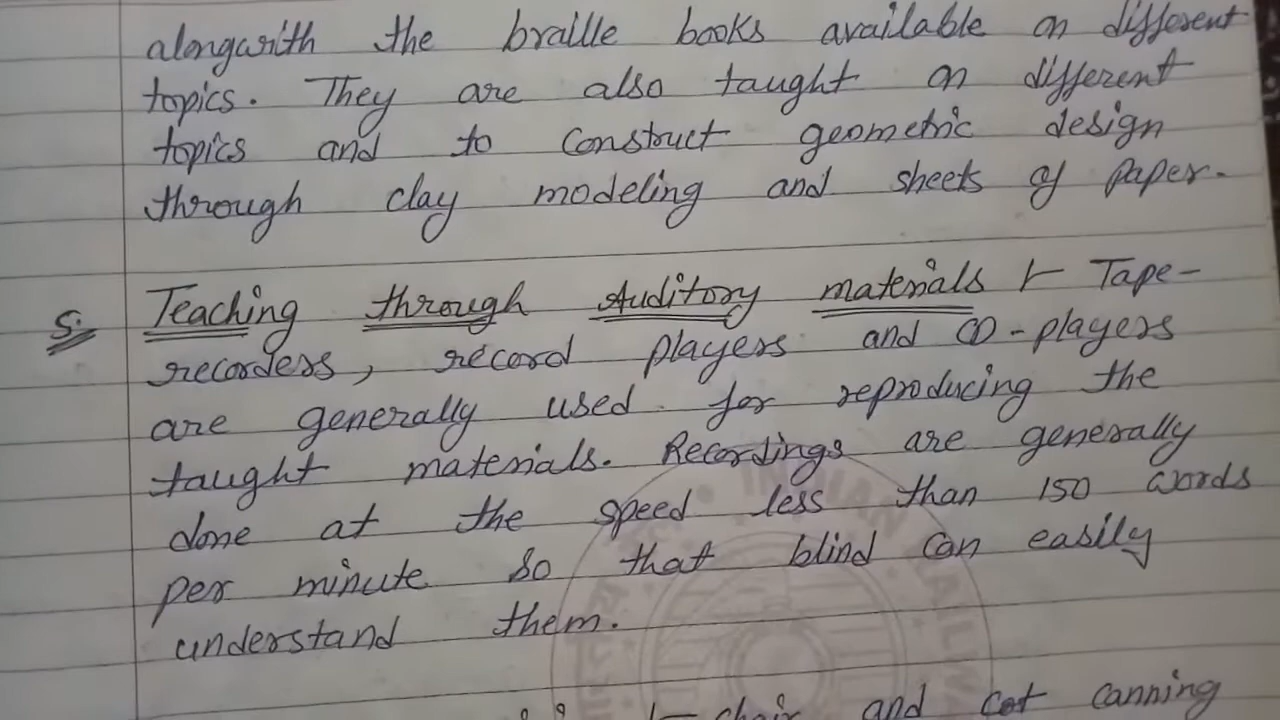 alongwith the braille books available on different
topics. They are also taught on different
topics and to construct geometric design
through clay modeling and sheets of paper.
5. Teaching through Auditory materials :- Tape-
recorders, record players and CD-players
are generally used for reproducing the
taught materials. Recordings are generally
done at the speed less than 150 words
per minute so that blind can easily
understand them.
chair and cot canning
INDIAN RAILWA